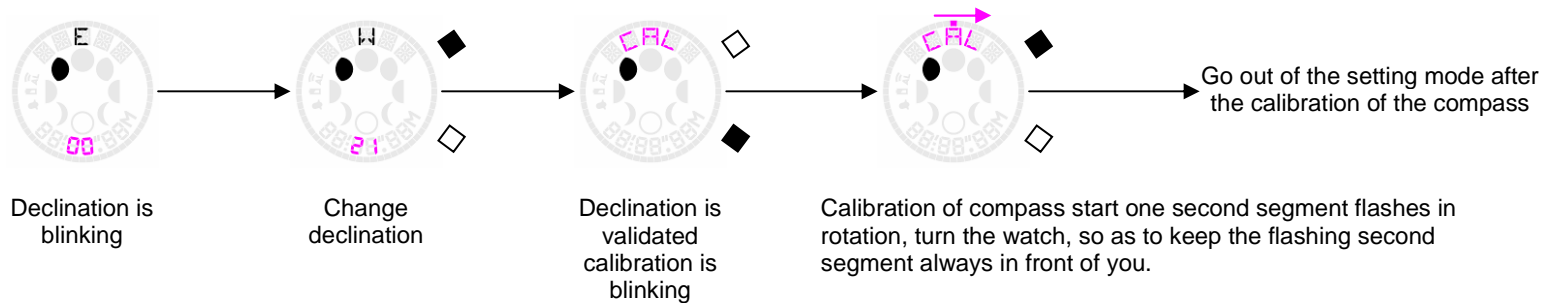 E
00
W
21
CAL
CAL
Go out of the setting mode after
the calibration of the compass
Declination is
blinking
Change
declination
Declination is
validated
calibration is
blinking
Calibration of compass start one second segment flashes in
rotation, turn the watch, so as to keep the flashing second
segment always in front of you.